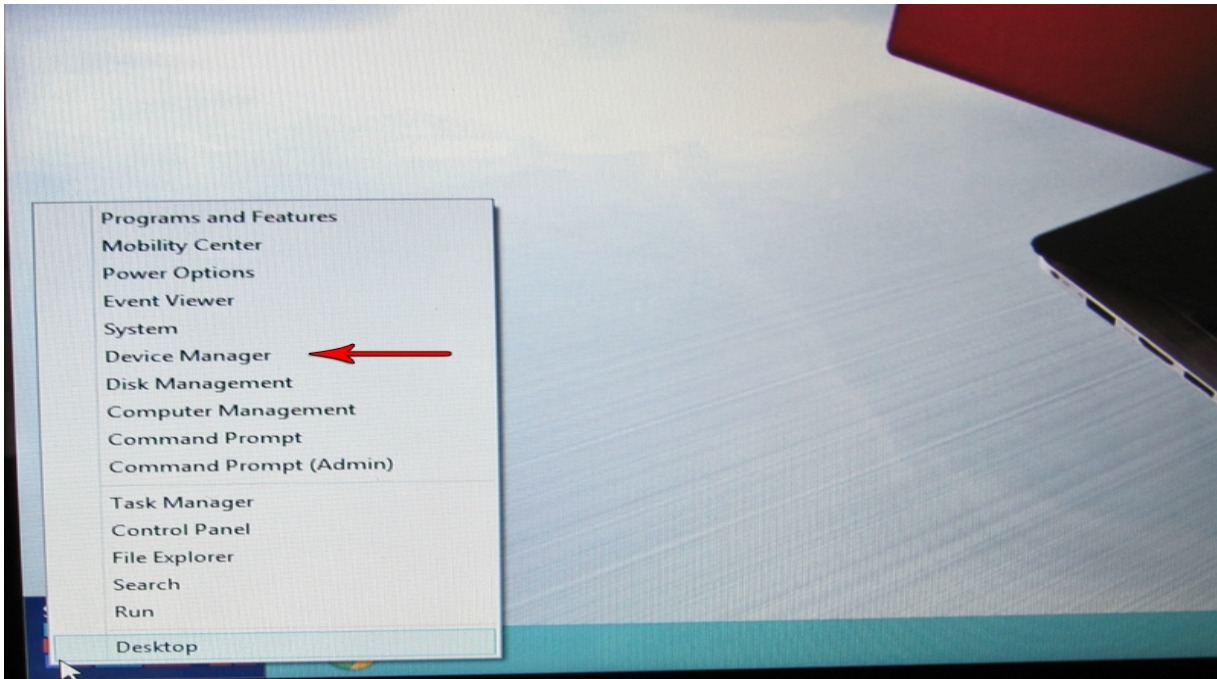 Programs and Features
Mobility Center
Power Options
Event Viewer
System
Device Manager
Disk Management
Computer Management
Command Prompt
Command Prompt (Admin)
Task Manager
Control Panel
File Explorer
Search
Run
Desktop